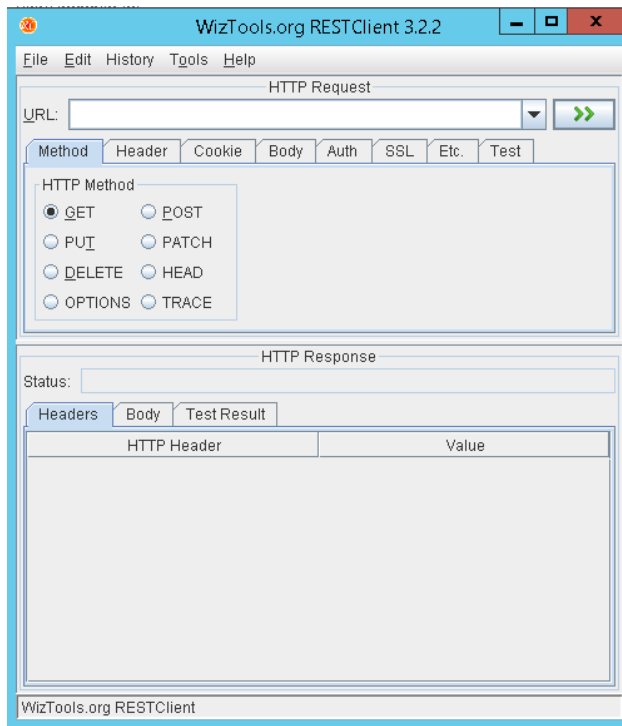 WizTools.org RESTClient 3.2.2
File Edit History Tools Help
HTTP Request
URL:
Method Header Cookie Body Auth SSL Etc. Test
HTTP Method
GET POST
PUT PATCH
DELETE HEAD
OPTIONS TRACE
HTTP Response
Status:
Headers Body Test Result
HTTP Header Value
WizTools.org RESTClient